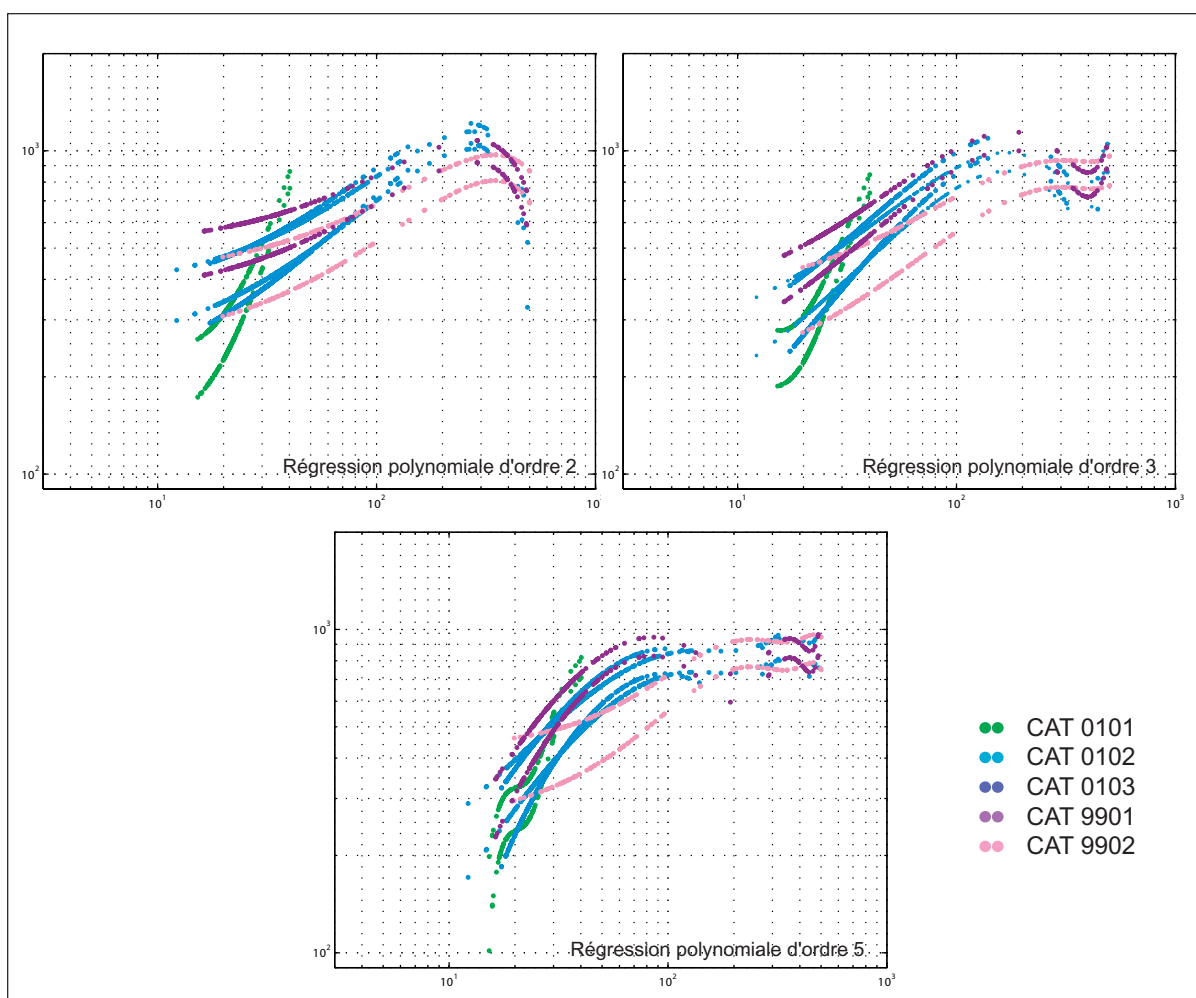 10³
10²
Régression polynomiale d'ordre 2
10¹ 10² 10
10³
10²
Régression polynomiale d'ordre 3
10¹ 10² 10³
10³
10²
Régression polynomiale d'ordre 5
10¹ 10² 10³
CAT 0101
CAT 0102
CAT 0103
CAT 9901
CAT 9902